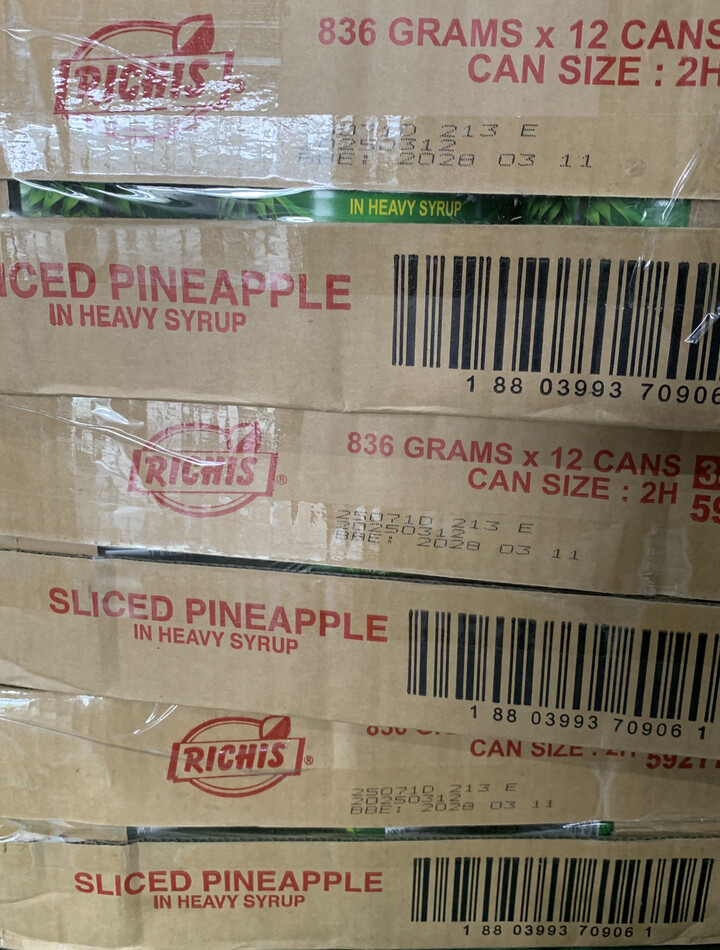 RICHIS
836 GRAMS x 12 CANS
CAN SIZE : 2H
213 E
BBE: 2028 03 11
IN HEAVY SYRUP
ICED PINEAPPLE
IN HEAVY SYRUP
1 88 03993 70906
RICHIS ®
836 GRAMS x 12 CANS
CAN SIZE : 2H
25071D 213 E
20250312
BBE: 2028 03 11
SLICED PINEAPPLE
IN HEAVY SYRUP
1 88 03993 70906 1
RICHIS ®
CAN SIZE : 2H
25071D 213 E
20250312
BBE: 2028 03 11
SLICED PINEAPPLE
IN HEAVY SYRUP
1 88 03993 70906 1